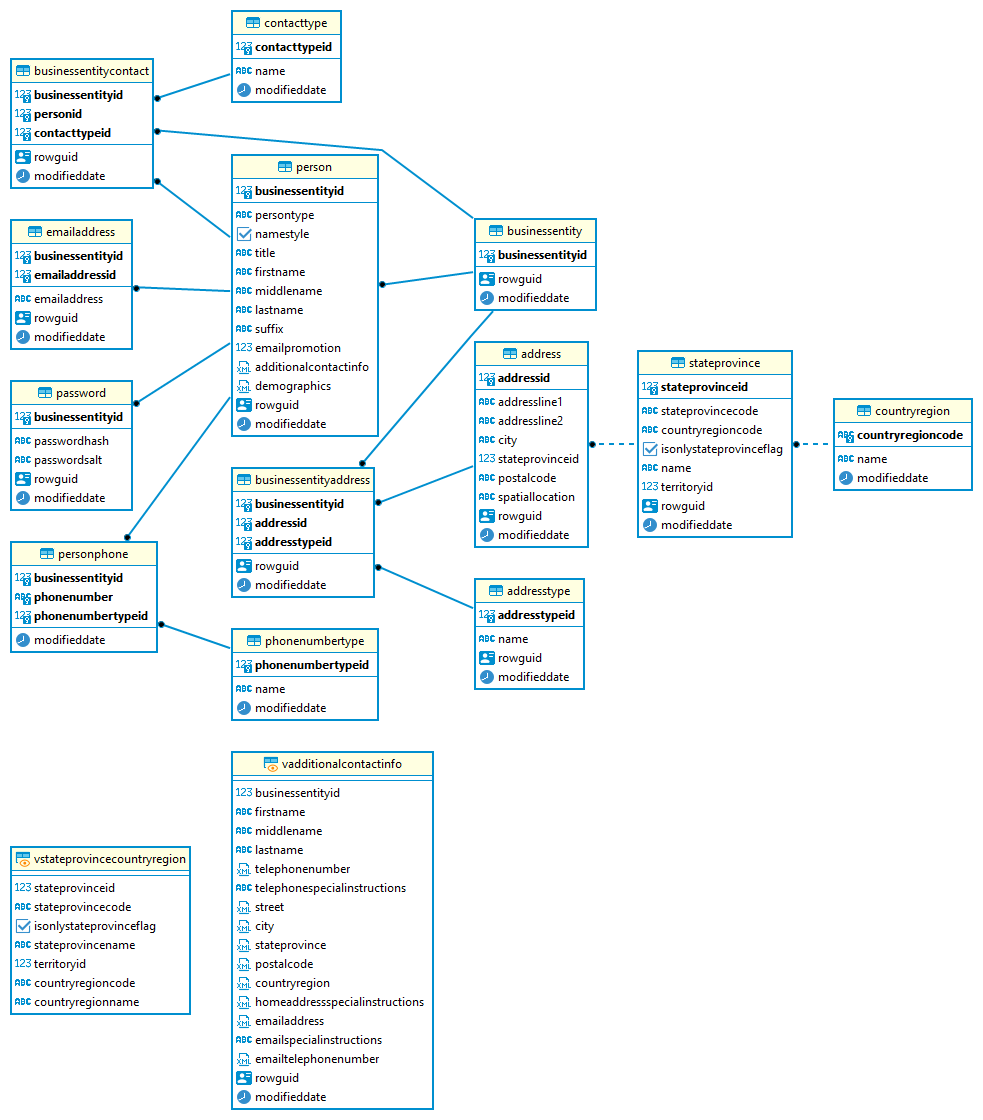 contacttype
123 contacttypeid
ABC name
modifieddate
businessentitycontact
123 businessentityid
123 personid
123 contacttypeid
rowguid
modifieddate
person
123 businessentityid
ABC persontype
namestyle
ABC title
ABC firstname
ABC middlename
ABC lastname
ABC suffix
123 emailpromotion
XML additionalcontactinfo
XML demographics
rowguid
modifieddate
emailaddress
123 businessentityid
123 emailaddressid
ABC emailaddress
rowguid
modifieddate
businessentity
123 businessentityid
rowguid
modifieddate
address
123 addressid
ABC addressline1
ABC addressline2
ABC city
123 stateprovinceid
ABC postalcode
ABC spatiallocation
rowguid
modifieddate
stateprovince
123 stateprovinceid
ABC stateprovincecode
ABC countryregioncode
isonlystateprovinceflag
ABC name
123 territoryid
rowguid
modifieddate
countryregion
ABC countryregioncode
ABC name
modifieddate
password
123 businessentityid
ABC passwordhash
ABC passwordsalt
rowguid
modifieddate
businessentityaddress
123 businessentityid
123 addressid
123 addresstypeid
rowguid
modifieddate
personphone
123 businessentityid
ABC phonenumber
123 phonenumbertypeid
modifieddate
addresstype
123 addresstypeid
ABC name
rowguid
modifieddate
phonenumbertype
123 phonenumbertypeid
ABC name
modifieddate
vadditionalcontactinfo
123 businessentityid
ABC firstname
ABC middlename
ABC lastname
XML telephonenumber
ABC telephonespecialinstructions
XML street
XML city
XML stateprovince
XML postalcode
XML countryregion
XML homeaddressspecialinstructions
XML emailaddress
ABC emailspecialinstructions
XML emailtelephonenumber
rowguid
modifieddate
vstateprovincecountryregion
123 stateprovinceid
ABC stateprovincecode
isonlystateprovinceflag
ABC stateprovincename
123 territoryid
ABC countryregioncode
ABC countryregionname